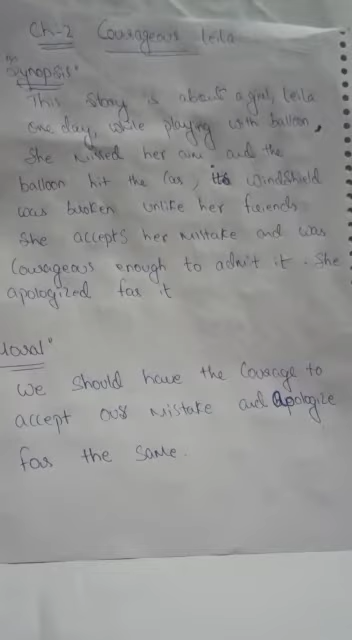 Ch-2 Courageous Leila
"Synopsis"
This story is about a girl, Leila
one day, while playing with balloon,
She missed her aim and the
balloon hit the Car, its windshield
was broken unlike her friends
She accepts her mistake and was
Courageous enough to admit it. She
apologized for it
Moral"
We should have the Courage to
accept our mistake and Apologize
for the same.